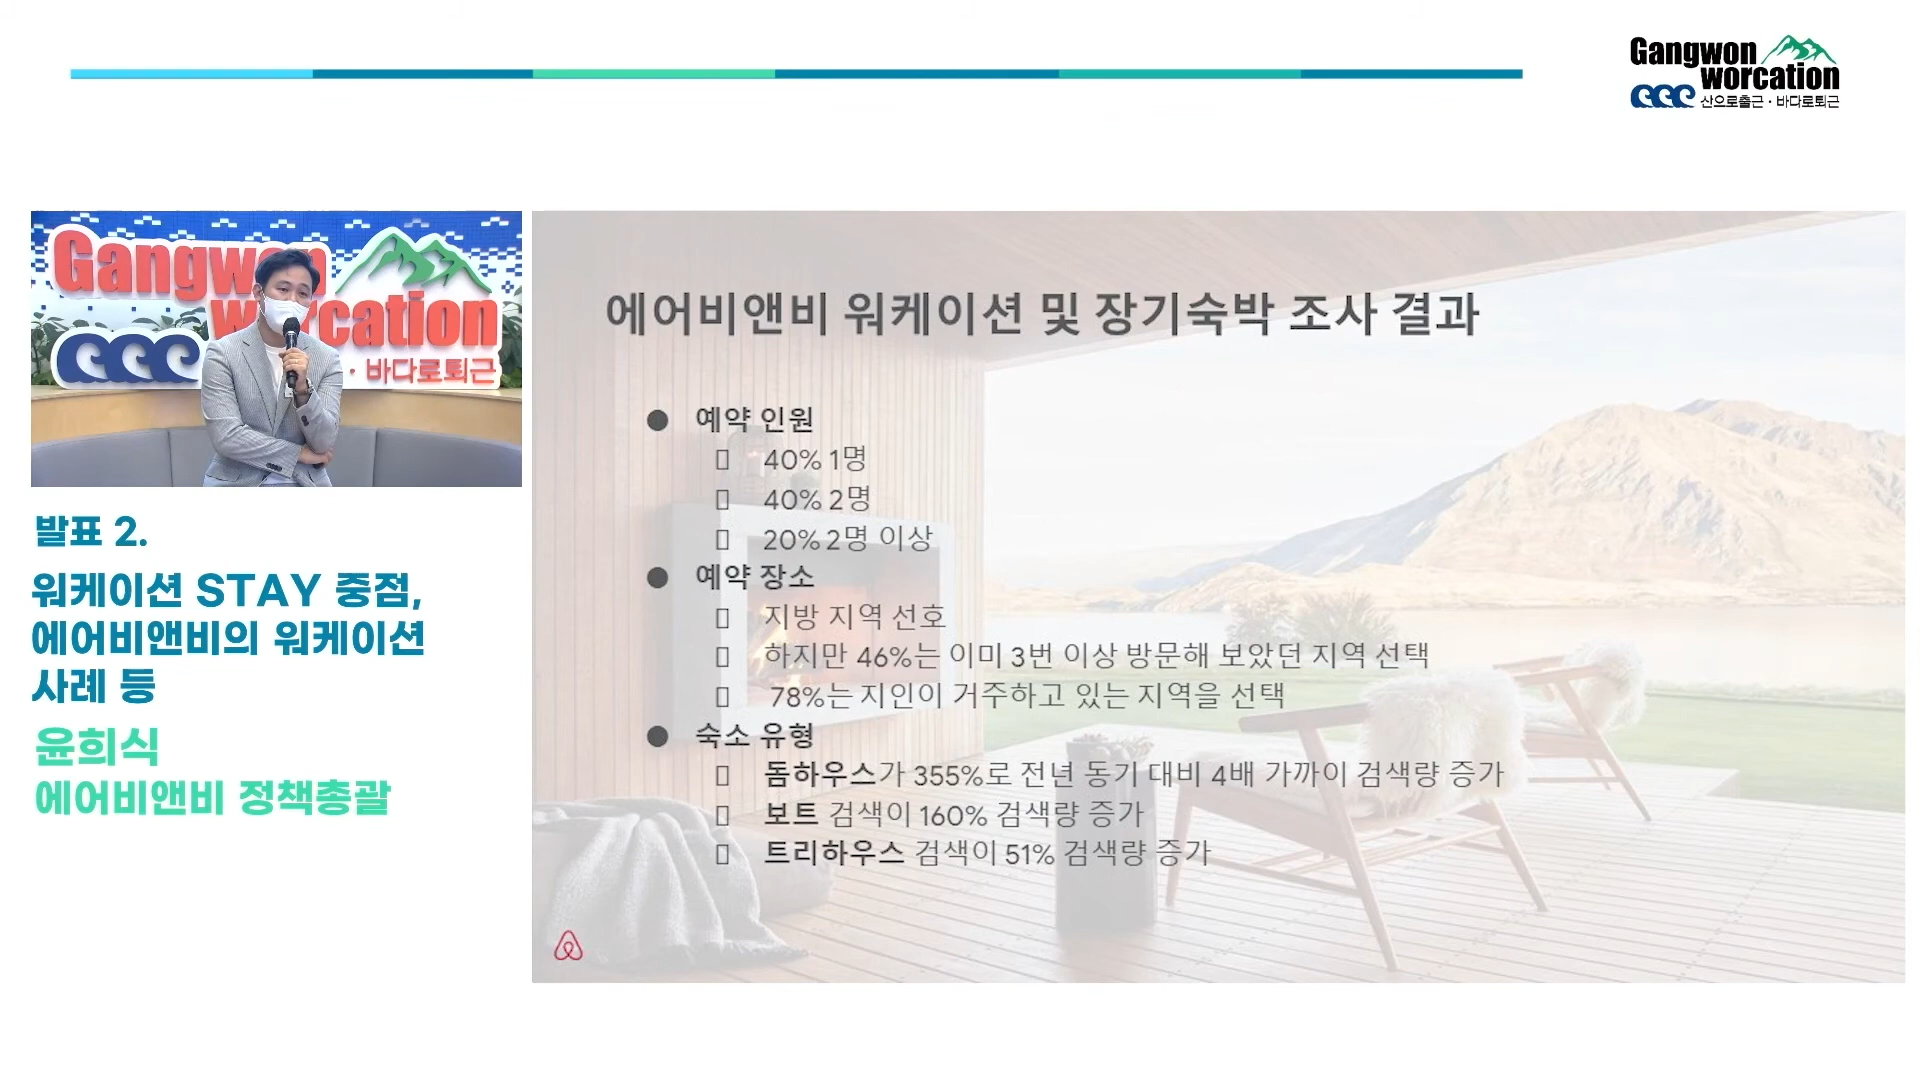 Gangwon
worcation
산으로출근 · 바다로퇴근
Gangwon
worcation
· 바다로퇴근
발표 2.
워케이션 STAY 중점,
에어비앤비의 워케이션
사례 등
윤희식
에어비앤비 정책총괄
에어비앤비 워케이션 및 장기숙박 조사 결과
● 예약 인원
▯ 40% 1명
▯ 40% 2명
▯ 20% 2명 이상
● 예약 장소
▯ 지방 지역 선호
▯ 하지만 46%는 이미 3번 이상 방문해 보았던 지역 선택
▯ 78%는 지인이 거주하고 있는 지역을 선택
● 숙소 유형
▯ 돔하우스가 355%로 전년 동기 대비 4배 가까이 검색량 증가
▯ 보트 검색이 160% 검색량 증가
▯ 트리하우스 검색이 51% 검색량 증가